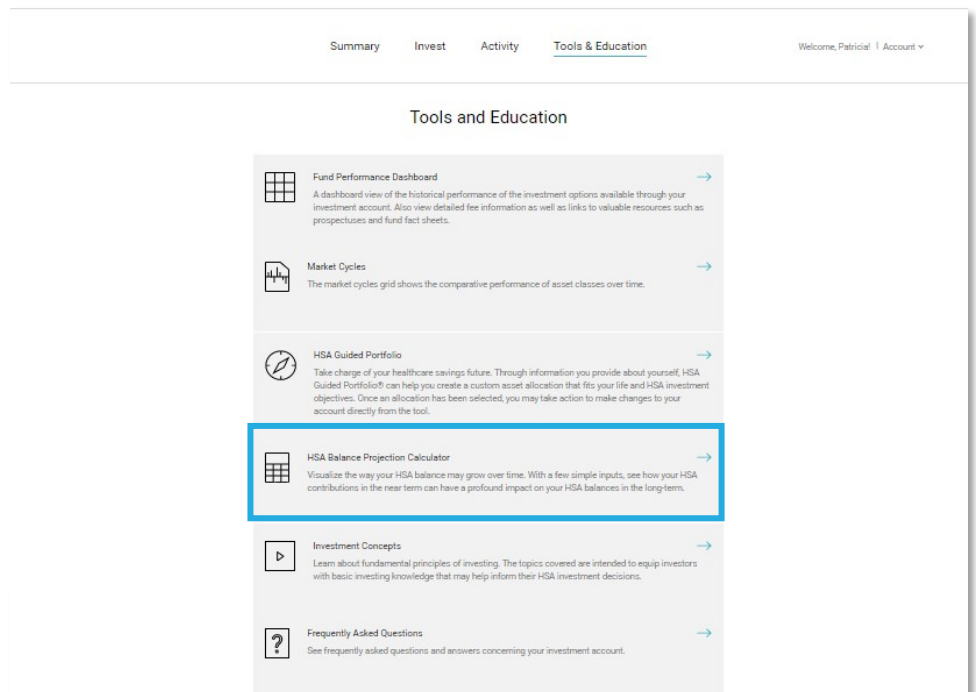 Summary Invest Activity Tools & Education Welcome, Patricia! | Account
Tools and Education
Fund Performance Dashboard
A dashboard view of the historical performance of the investment options available through your
investment account. Also view detailed fee information as well as links to valuable resources such as
prospectuses and fund fact sheets.
Market Cycles
The market cycles grid shows the comparative performance of asset classes over time.
HSA Guided Portfolio
Take charge of your healthcare savings future. Through information you provide about yourself, HSA
Guided Portfolio® can help you create a custom asset allocation that fits your life and HSA investment
objectives. Once an allocation has been selected, you may take action to make changes to your
account directly from the tool.
HSA Balance Projection Calculator
Visualize the way your HSA balance may grow over time. With a few simple inputs, see how your HSA
contributions in the near term can have a profound impact on your HSA balances in the long-term.
Investment Concepts
Learn about fundamental principles of investing. The topics covered are intended to equip investors
with basic investing knowledge that may help inform their HSA investment decisions.
Frequently Asked Questions
See frequently asked questions and answers concerning your investment account.